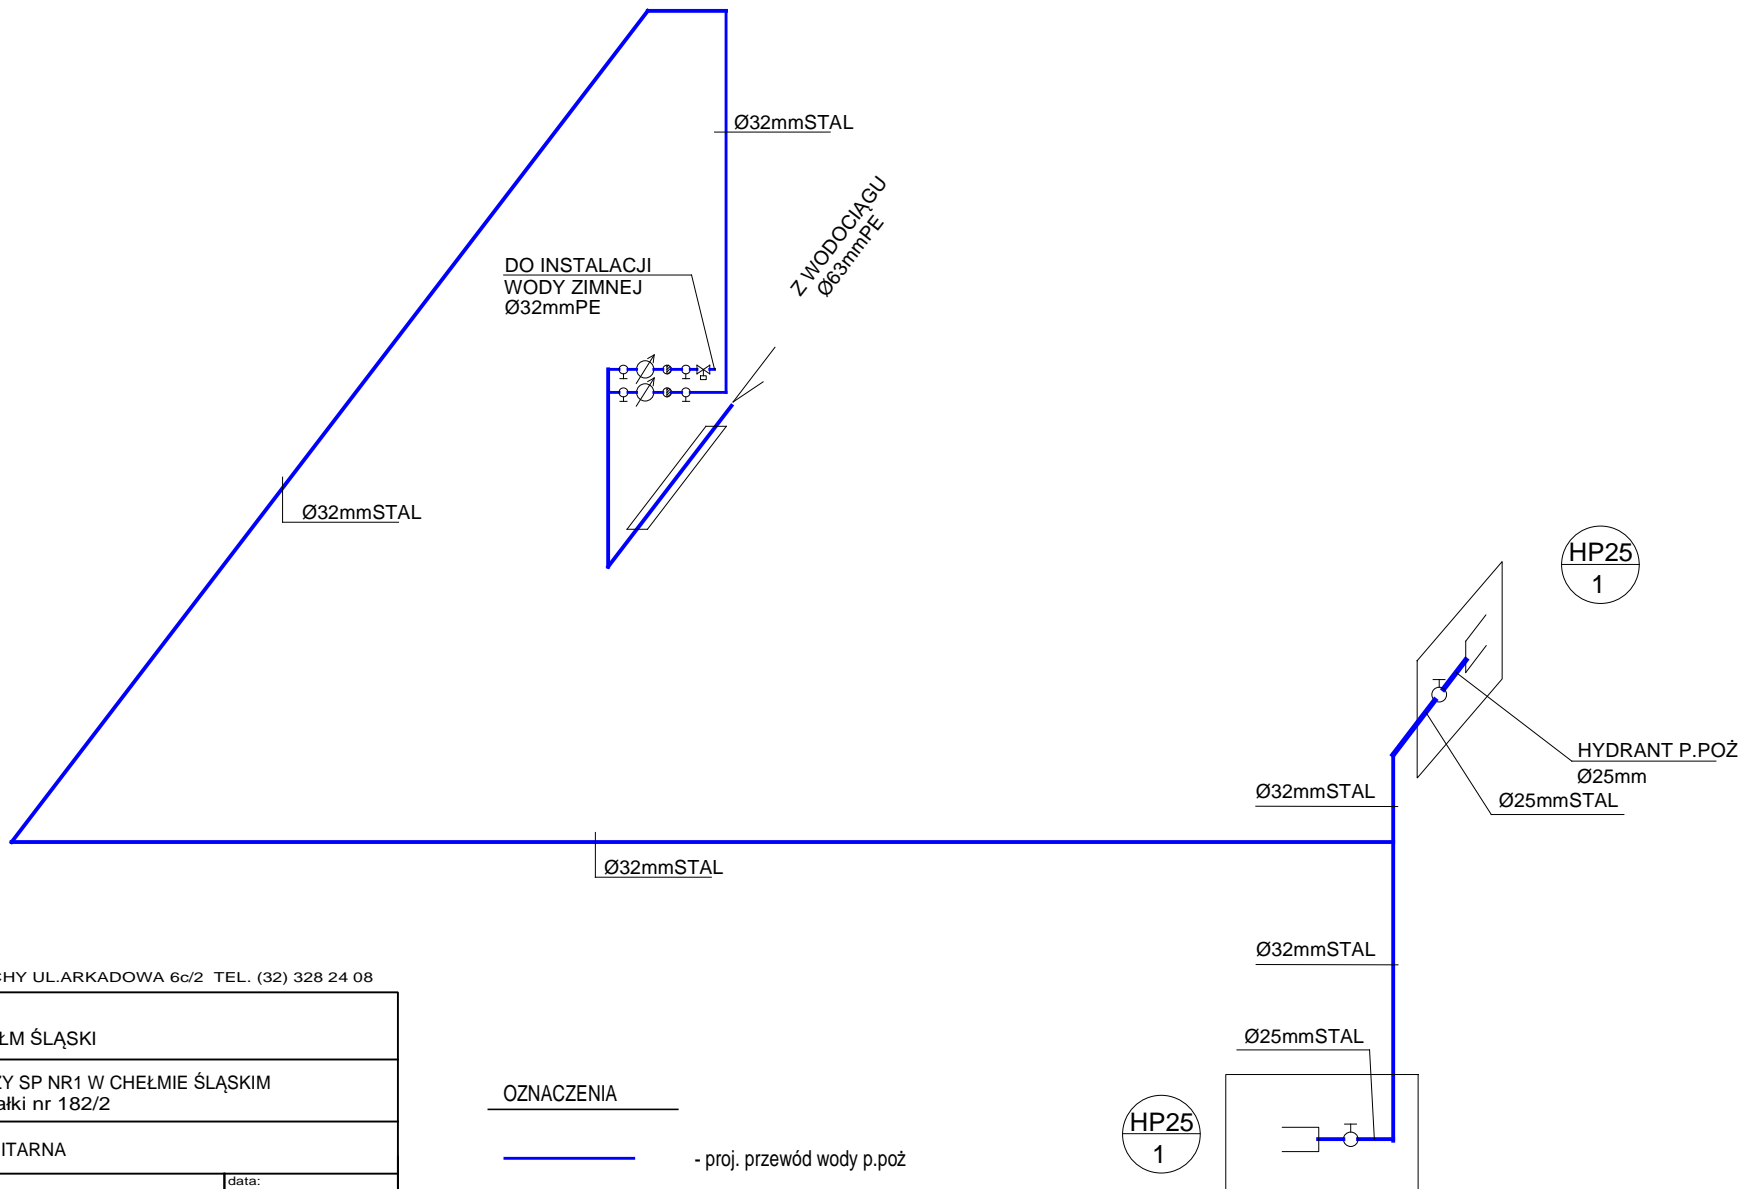 Ø32mmSTAL
Z WODOCIĄGU
Ø63mmPE
DO INSTALACJI
WODY ZIMNEJ
Ø32mmPE
Ø32mmSTAL
HP25
1
HYDRANT P.POŻ
Ø25mm
Ø25mmSTAL
Ø32mmSTAL
Ø32mmSTAL
Ø32mmSTAL
Ø25mmSTAL
HP25
1
CHY UL.ARKADOWA 6c/2 TEL. (32) 328 24 08
ŁM ŚLĄSKI
ZY SP NR1 W CHEŁMIE ŚLĄSKIM
ałki nr 182/2
ITARNA
data:
OZNACZENIA
- proj. przewód wody p.poż